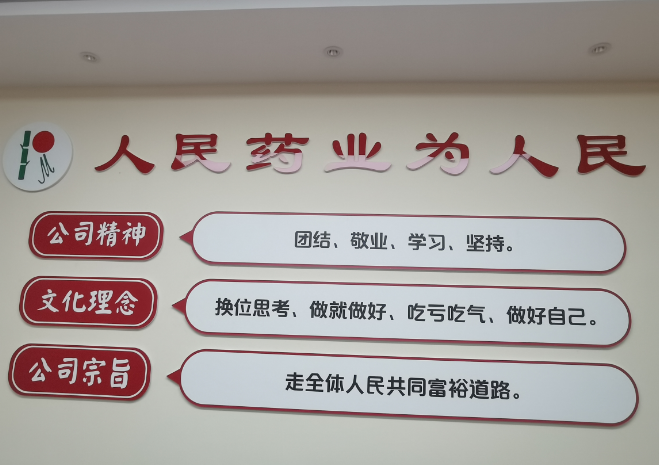 人民药业为人民
公司精神
团结、敬业、学习、坚持。
文化理念
换位思考、做就做好、吃亏吃气、做好自己。
公司宗旨
走全体人民共同富裕道路。